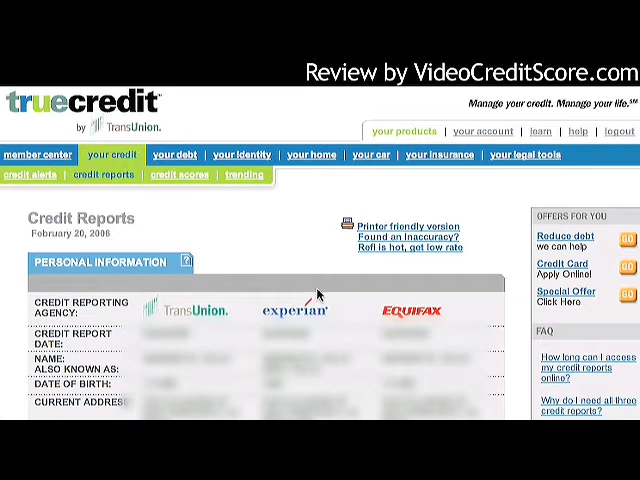 Review by VideoCreditScore.com
truecredit™
by TransUnion.
Manage your credit. Manage your life.℠
your products | your account | learn | help | logout
member center | your credit | your debt | your identity | your home | your car | your insurance | your legal tools
credit alerts | credit reports | credit scores | trending
Credit Reports
February 20, 2008
Printer friendly version
Found an Inaccuracy?
Refi is hot, get low rate
PERSONAL INFORMATION ?
CREDIT REPORTING AGENCY:
TransUnion. experian EQUIFAX
CREDIT REPORT DATE:
NAME:
ALSO KNOWN AS:
DATE OF BIRTH:
CURRENT ADDRESS
OFFERS FOR YOU
Reduce debt GO
we can help
Credit Card GO
Apply Online!
Special Offer GO
Click Here
FAQ
How long can I access
my credit reports
online?
Why do I need all three
credit reports?